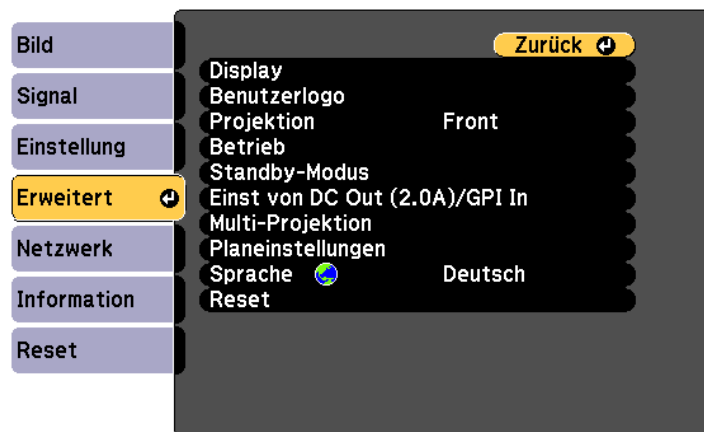 Bild
Signal
Einstellung
Erweitert
Netzwerk
Information
Reset
Zurück
Display
Benutzerlogo
Projektion Front
Betrieb
Standby-Modus
Einst von DC Out (2.0A)/GPI In
Multi-Projektion
Planeinstellungen
Sprache Deutsch
Reset